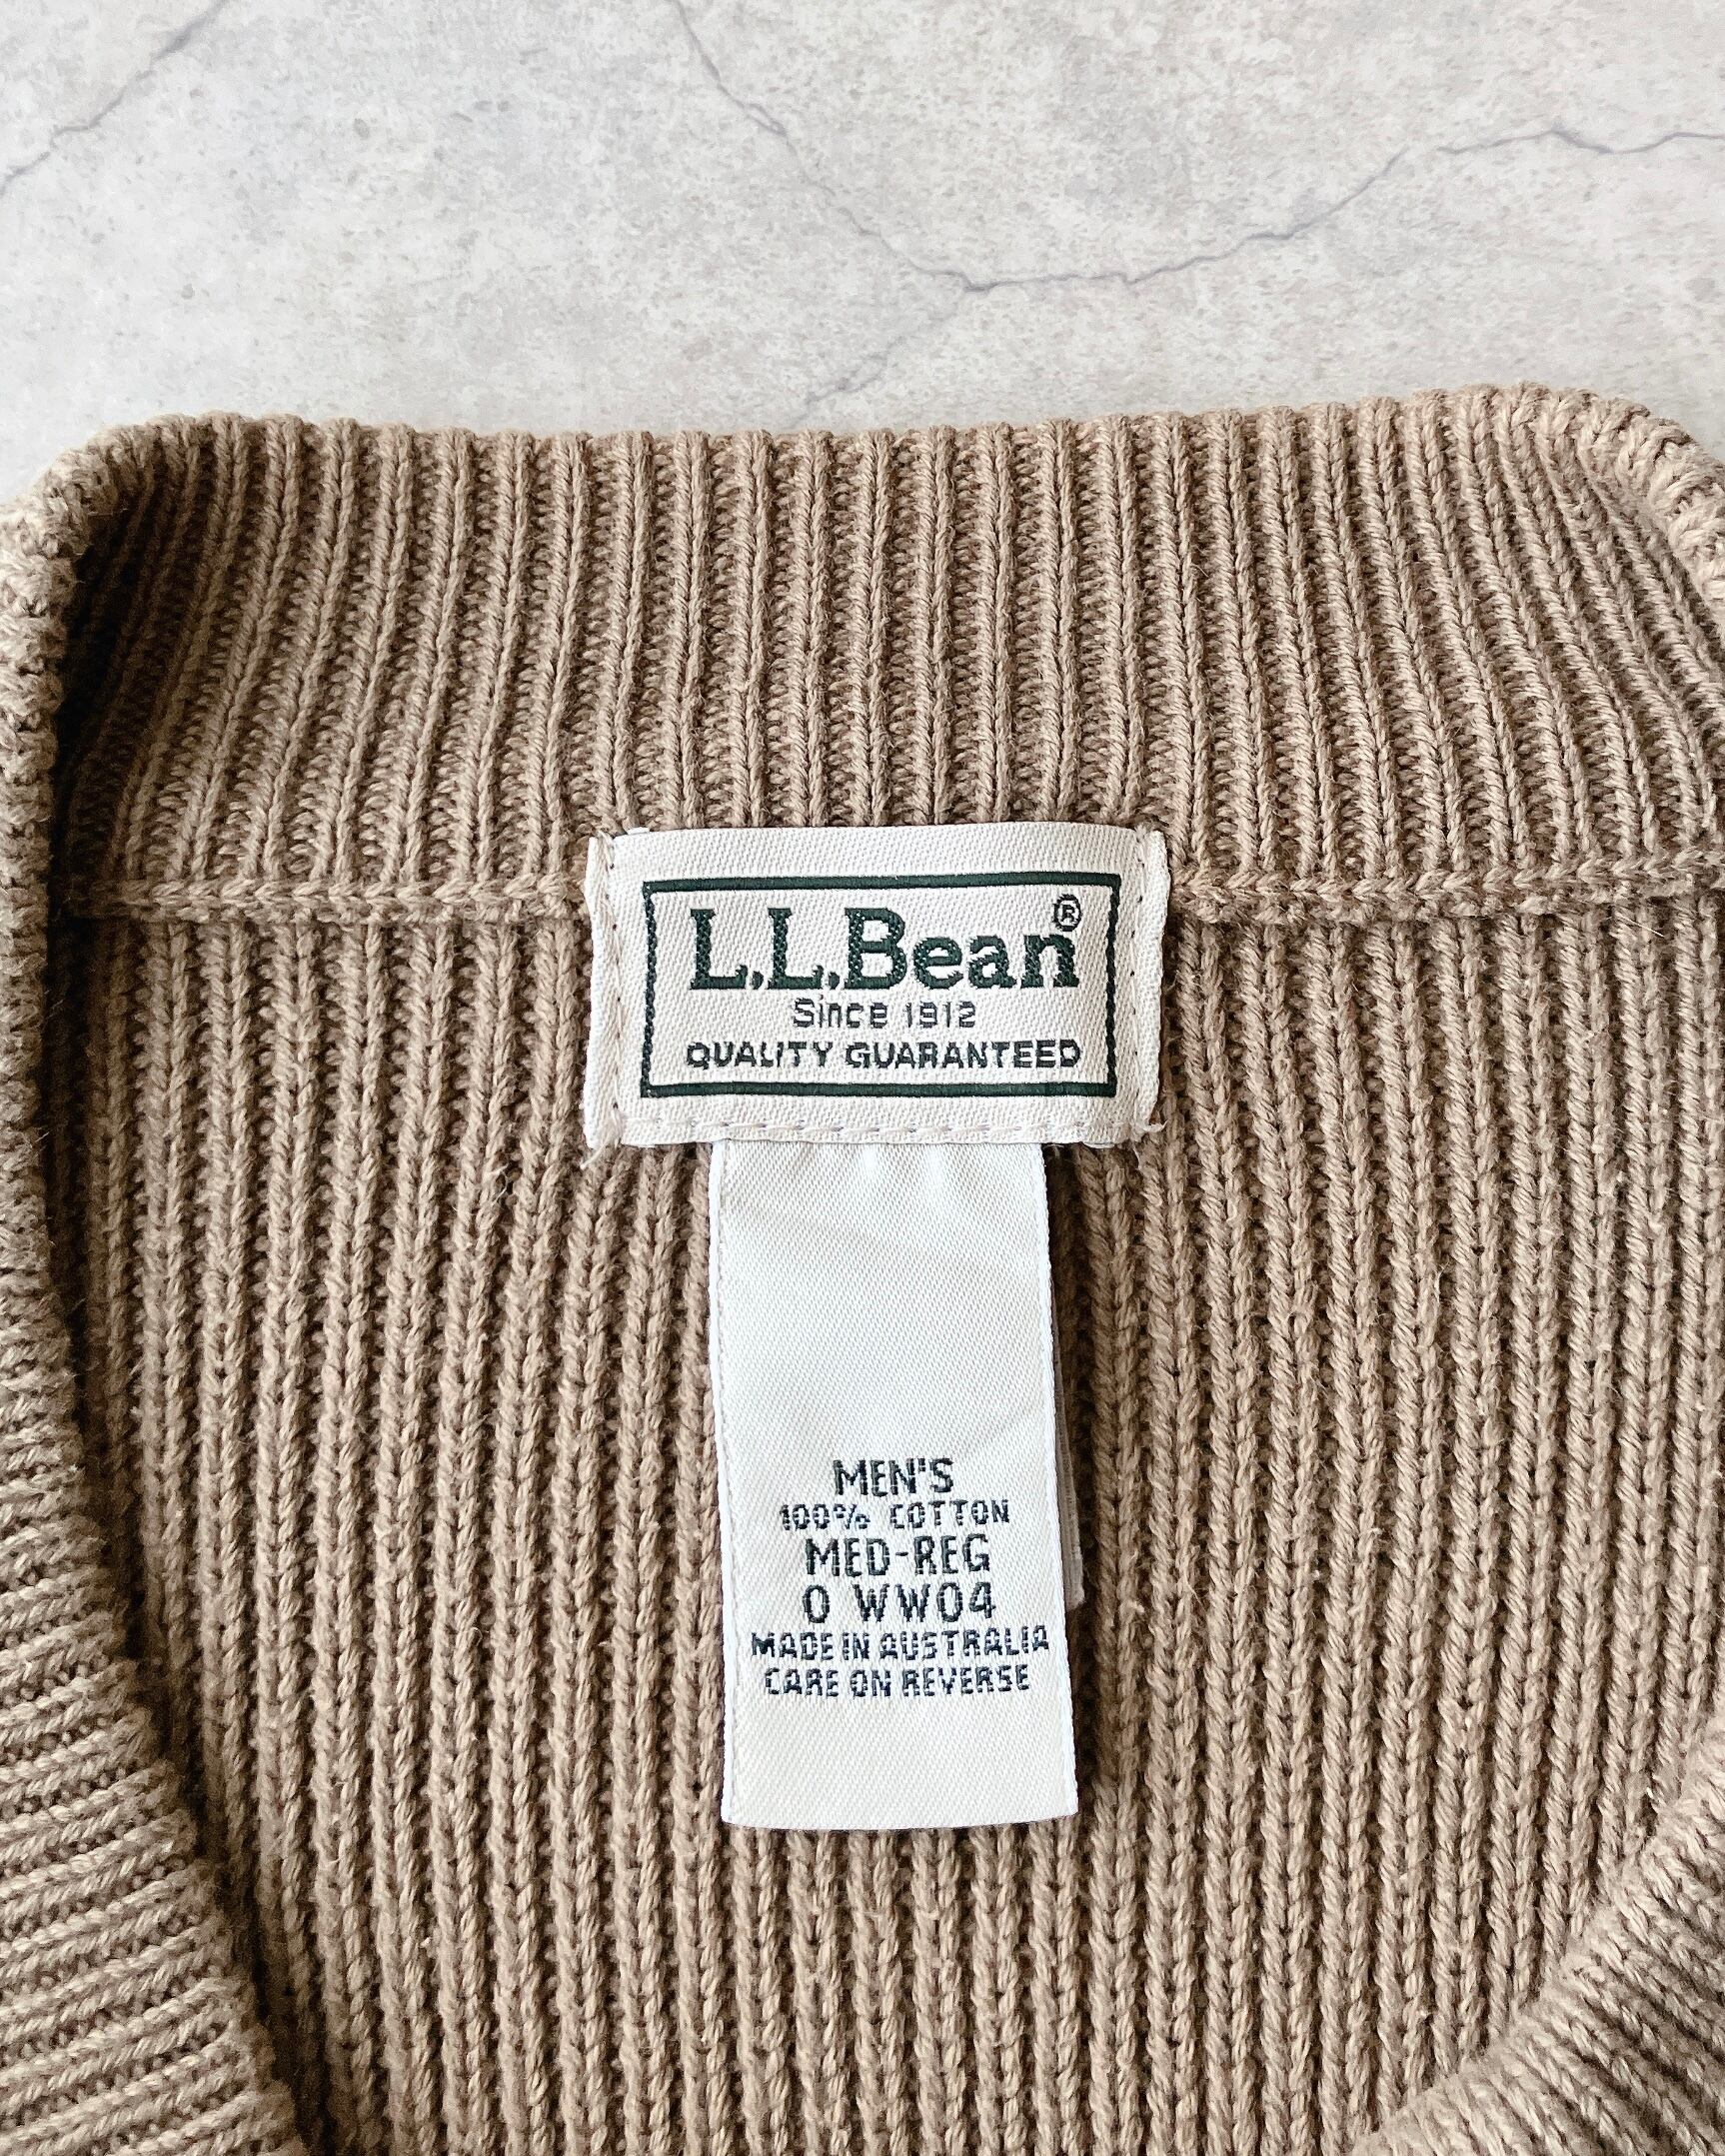 L.L.Bean®
Since 1912
QUALITY GUARANTEED
MEN'S
100% COTTON
MED-REG
0 WW04
MADE IN AUSTRALIA
CARE ON REVERSE